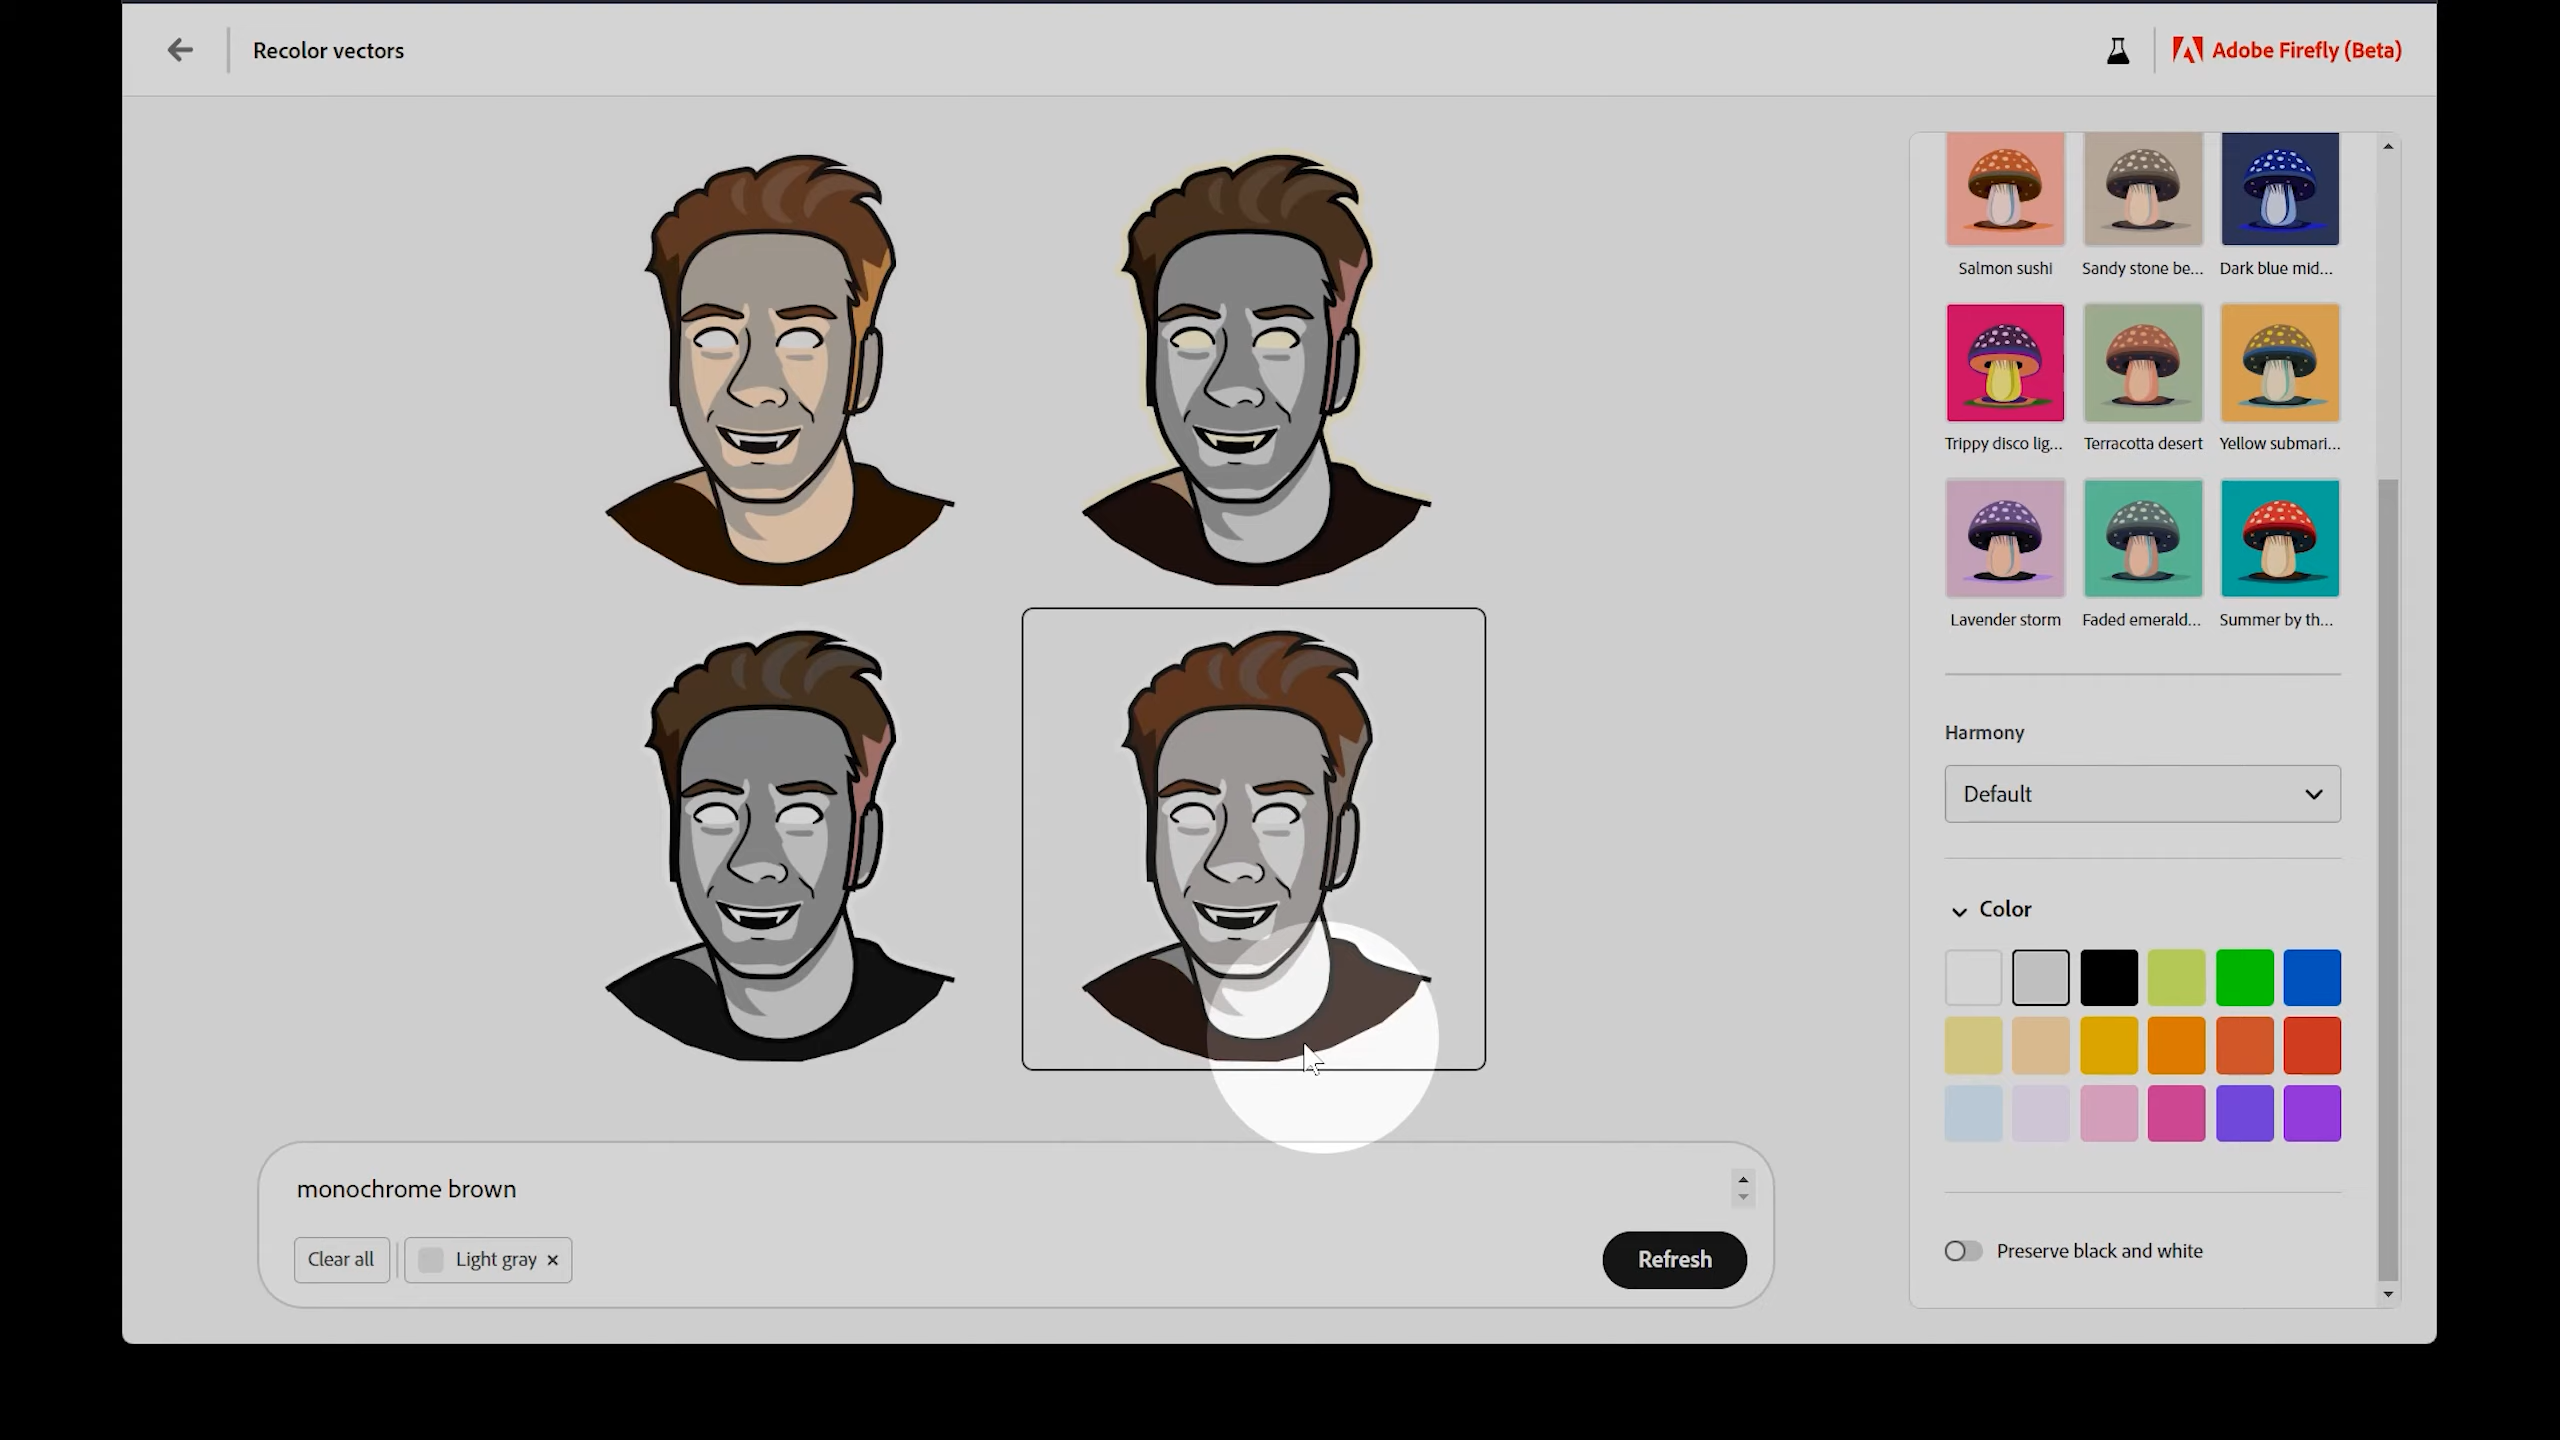 Recolor vectors
Adobe Firefly (Beta)
Salmon sushi
Sandy stone be...
Dark blue mid...
Trippy disco lig...
Terracotta desert
Yellow submari...
Lavender storm
Faded emerald...
Summer by th...
Harmony
Default
Color
Preserve black and white
monochrome brown
Clear all
Light gray
Refresh